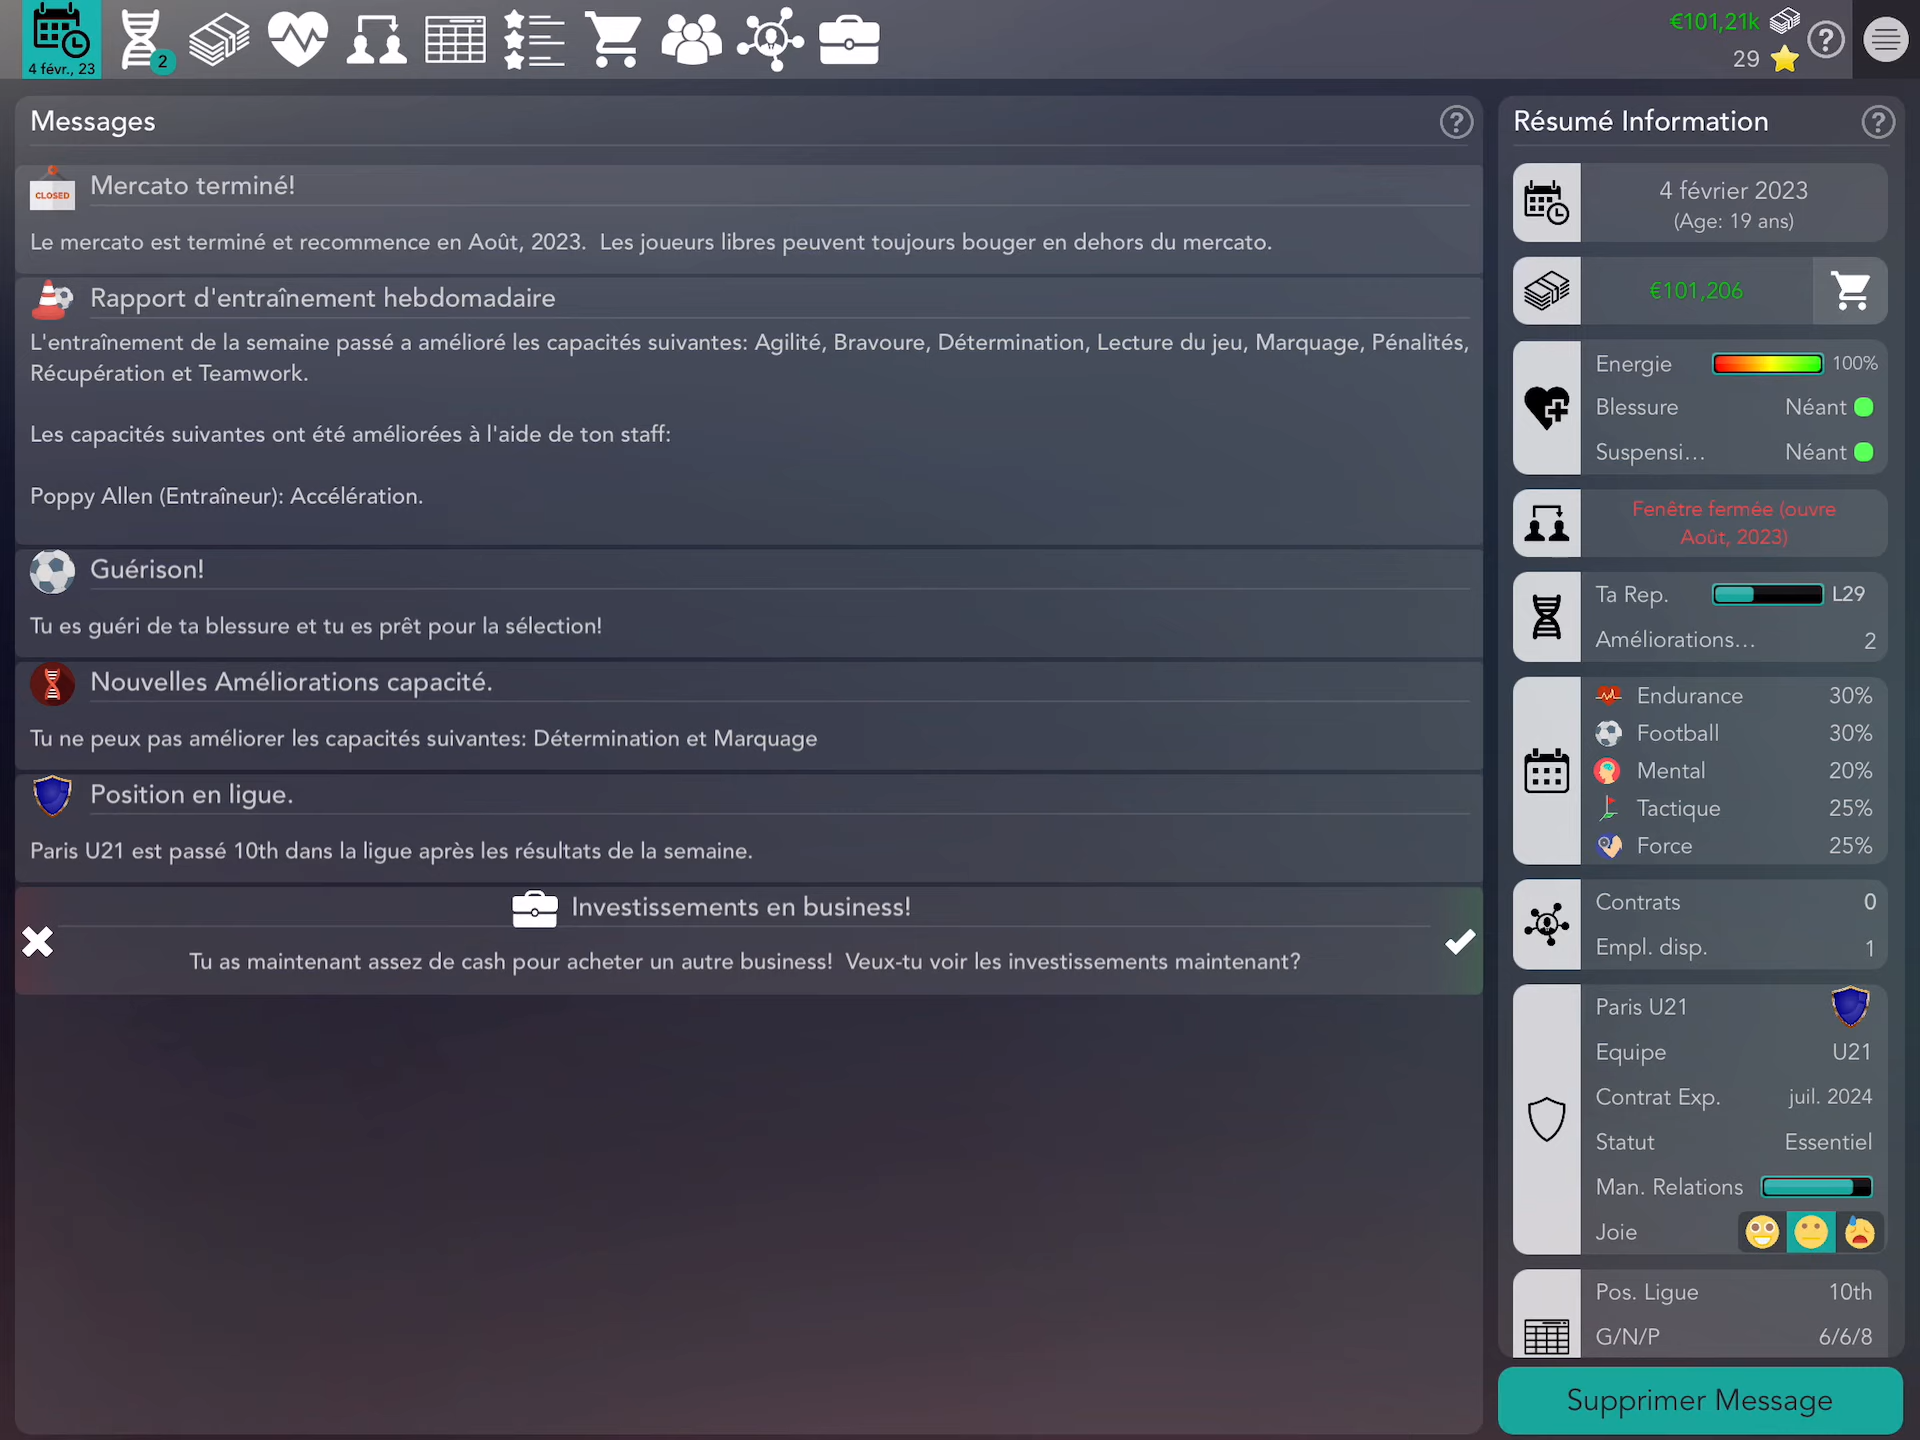 4 févr., 23
2
€101,21k
29
Messages
CLOSED
Mercato terminé!
Le mercato est terminé et recommence en Août, 2023.  Les joueurs libres peuvent toujours bouger en dehors du mercato.
Rapport d'entraînement hebdomadaire
L'entraînement de la semaine passé a amélioré les capacités suivantes: Agilité, Bravoure, Détermination, Lecture du jeu, Marquage, Pénalités,
Récupération et Teamwork.
Les capacités suivantes ont été améliorées à l'aide de ton staff:
Poppy Allen (Entraîneur): Accélération.
Guérison!
Tu es guéri de ta blessure et tu es prêt pour la sélection!
Nouvelles Améliorations capacité.
Tu ne peux pas améliorer les capacités suivantes: Détermination et Marquage
Position en ligue.
Paris U21 est passé 10th dans la ligue après les résultats de la semaine.
Investissements en business!
Tu as maintenant assez de cash pour acheter un autre business!  Veux-tu voir les investissements maintenant?
Résumé Information
4 février 2023
(Age: 19 ans)
€101,206
Energie 100%
Blessure Néant
Suspensi... Néant
Fenêtre fermée (ouvre
Août, 2023)
Ta Rep. L29
Améliorations... 2
Endurance 30%
Football 30%
Mental 20%
Tactique 25%
Force 25%
Contrats 0
Empl. disp. 1
Paris U21
Equipe U21
Contrat Exp. juil. 2024
Statut Essentiel
Man. Relations
Joie
Pos. Ligue 10th
G/N/P 6/6/8
Supprimer Message